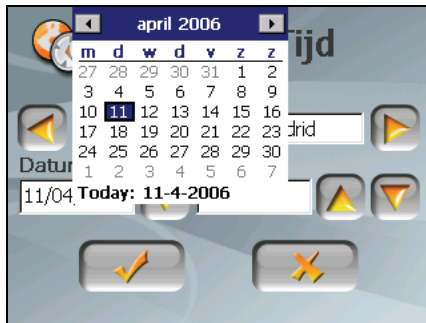 april 2006
ijd
m d w d v z z
27 28 29 30 31 1 2
3 4 5 6 7 8 9
10 11 12 13 14 15 16
17 18 19 20 21 22 23
drid
24 25 26 27 28 29 30
Datu
1 2 3 4 5 6 7
11/04
Today: 11-4-2006